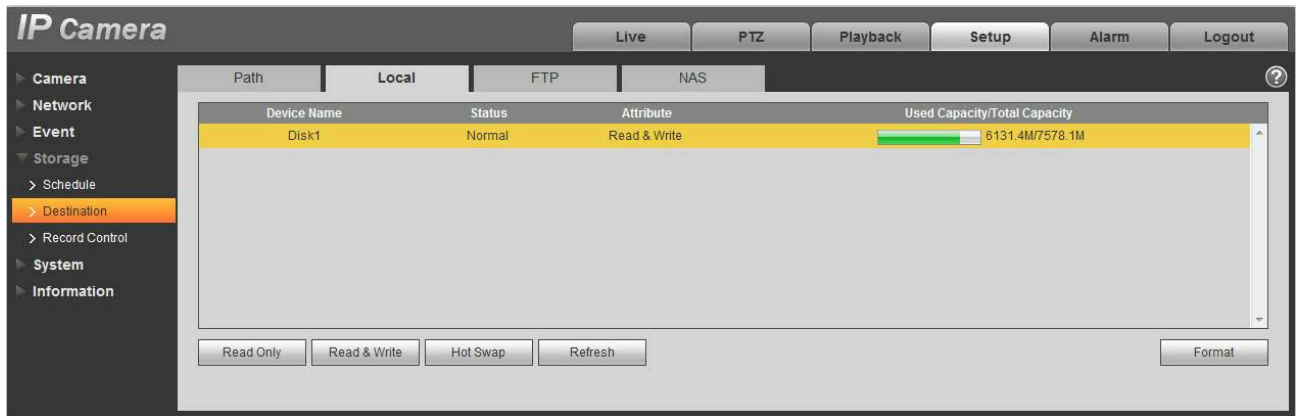 IP Camera
Live PTZ Playback Setup Alarm Logout
Camera
Network
Event
Storage
Schedule
Destination
Record Control
System
Information
Path Local FTP NAS ?
Device Name Status Attribute Used Capacity/Total Capacity
Disk1 Normal Read & Write 6131.4M/7578.1M
Read Only Read & Write Hot Swap Refresh Format